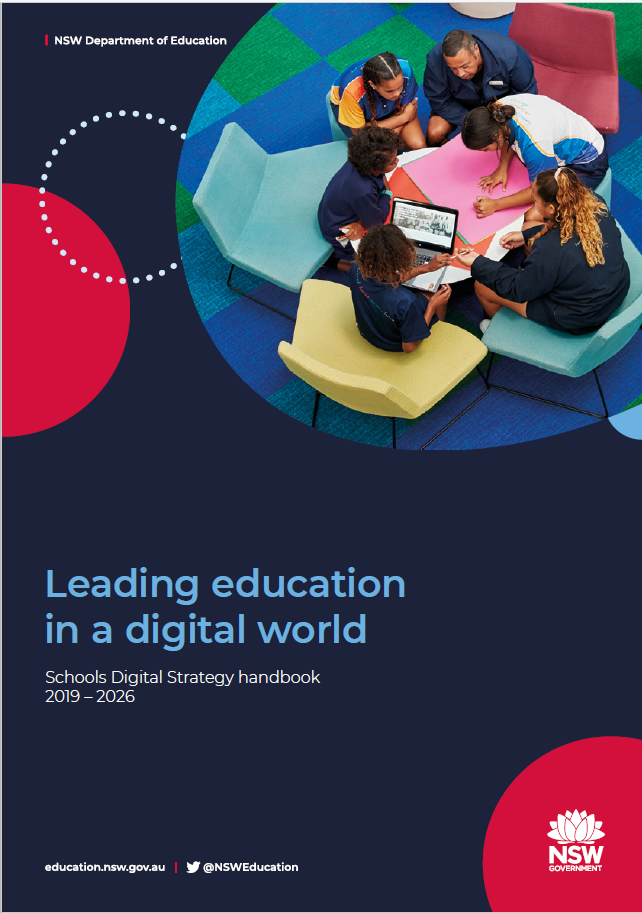 NSW Department of Education
Leading education
in a digital world
Schools Digital Strategy handbook
2019 – 2026
education.nsw.gov.au | @NSWEducation
NSW
GOVERNMENT